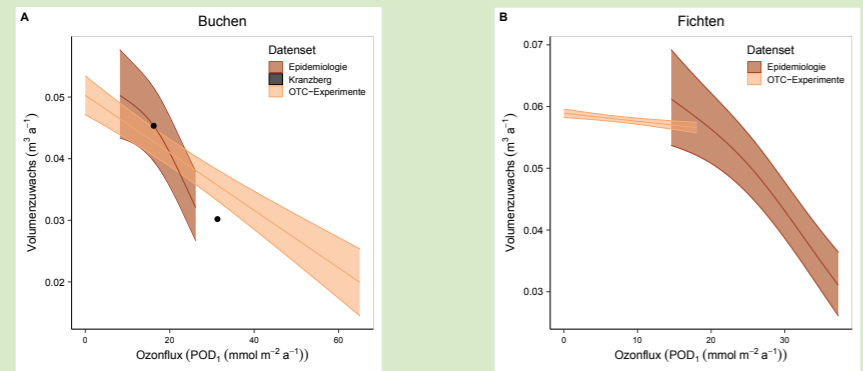 A
Buchen
Datenset
Epidemiologie
Kranzberg
OTC−Experimente
Volumenzuwachs (m³ a⁻¹)
0.05
0.04
0.03
0.02
0 20 40 60
Ozonflux (POD₁ (mmol m⁻² a⁻¹))
B
Fichten
Datenset
Epidemiologie
OTC−Experimente
Volumenzuwachs (m³ a⁻¹)
0.07
0.06
0.05
0.04
0.03
0 10 20 30
Ozonflux (POD₁ (mmol m⁻² a⁻¹))